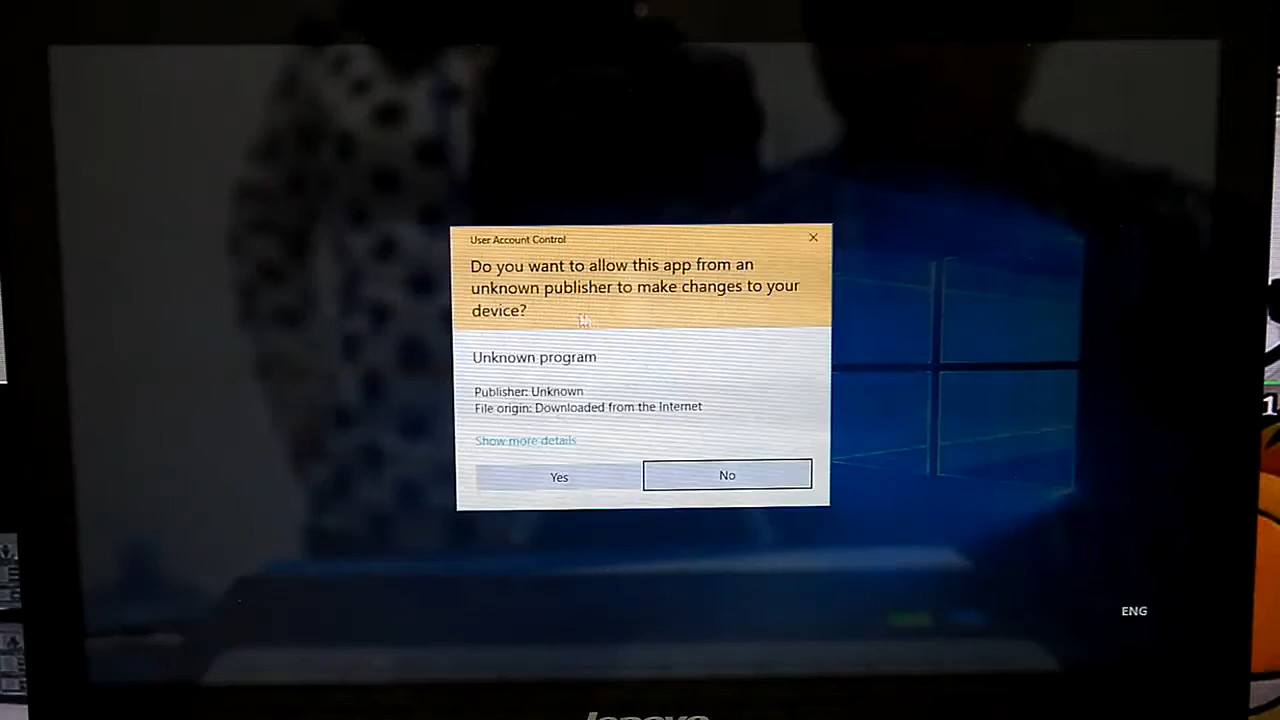 User Account Control
Do you want to allow this app from an
unknown publisher to make changes to your
device?
Unknown program
Publisher: Unknown
File origin: Downloaded from the Internet
Show more details
Yes
No
ENG
lenovo